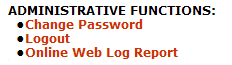 ADMINISTRATIVE FUNCTIONS:
•Change Password
•Logout
•Online Web Log Report